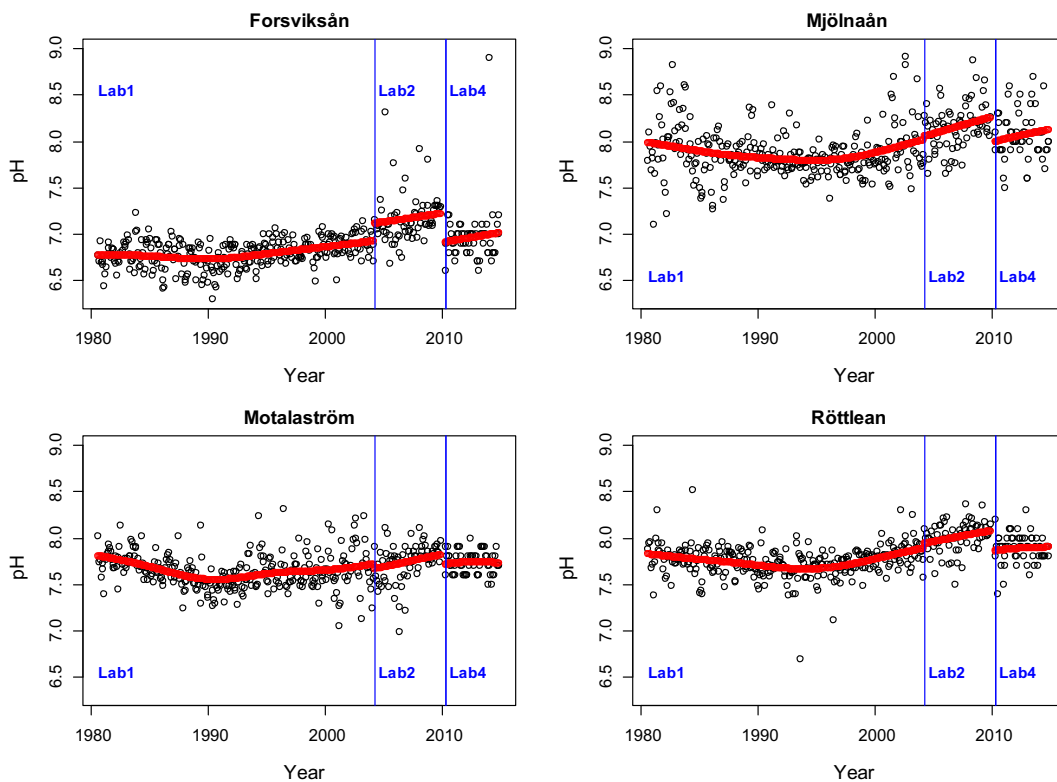 Forsviksån
9.0
8.5
8.0
7.5
7.0
6.5
pH
Lab1
Lab2
Lab4
1980
1990
2000
2010
Year
Mjölnaån
9.0
8.5
8.0
7.5
7.0
6.5
pH
Lab1
Lab2
Lab4
1980
1990
2000
2010
Year
Motalaström
9.0
8.5
8.0
7.5
7.0
6.5
pH
Lab1
Lab2
Lab4
1980
1990
2000
2010
Year
Röttlean
9.0
8.5
8.0
7.5
7.0
6.5
pH
Lab1
Lab2
Lab4
1980
1990
2000
2010
Year